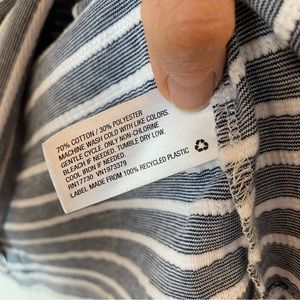 70% COTTON / 30% POLYESTER
MACHINE WASH COLD WITH LIKE COLORS.
GENTLE CYCLE. ONLY NON-CHLORINE
BLEACH IF NEEDED. TUMBLE DRY LOW.
COOL IRON IF NEEDED.
RN17730 VN1973379
LABEL MADE FROM 100% RECYCLED PLASTIC